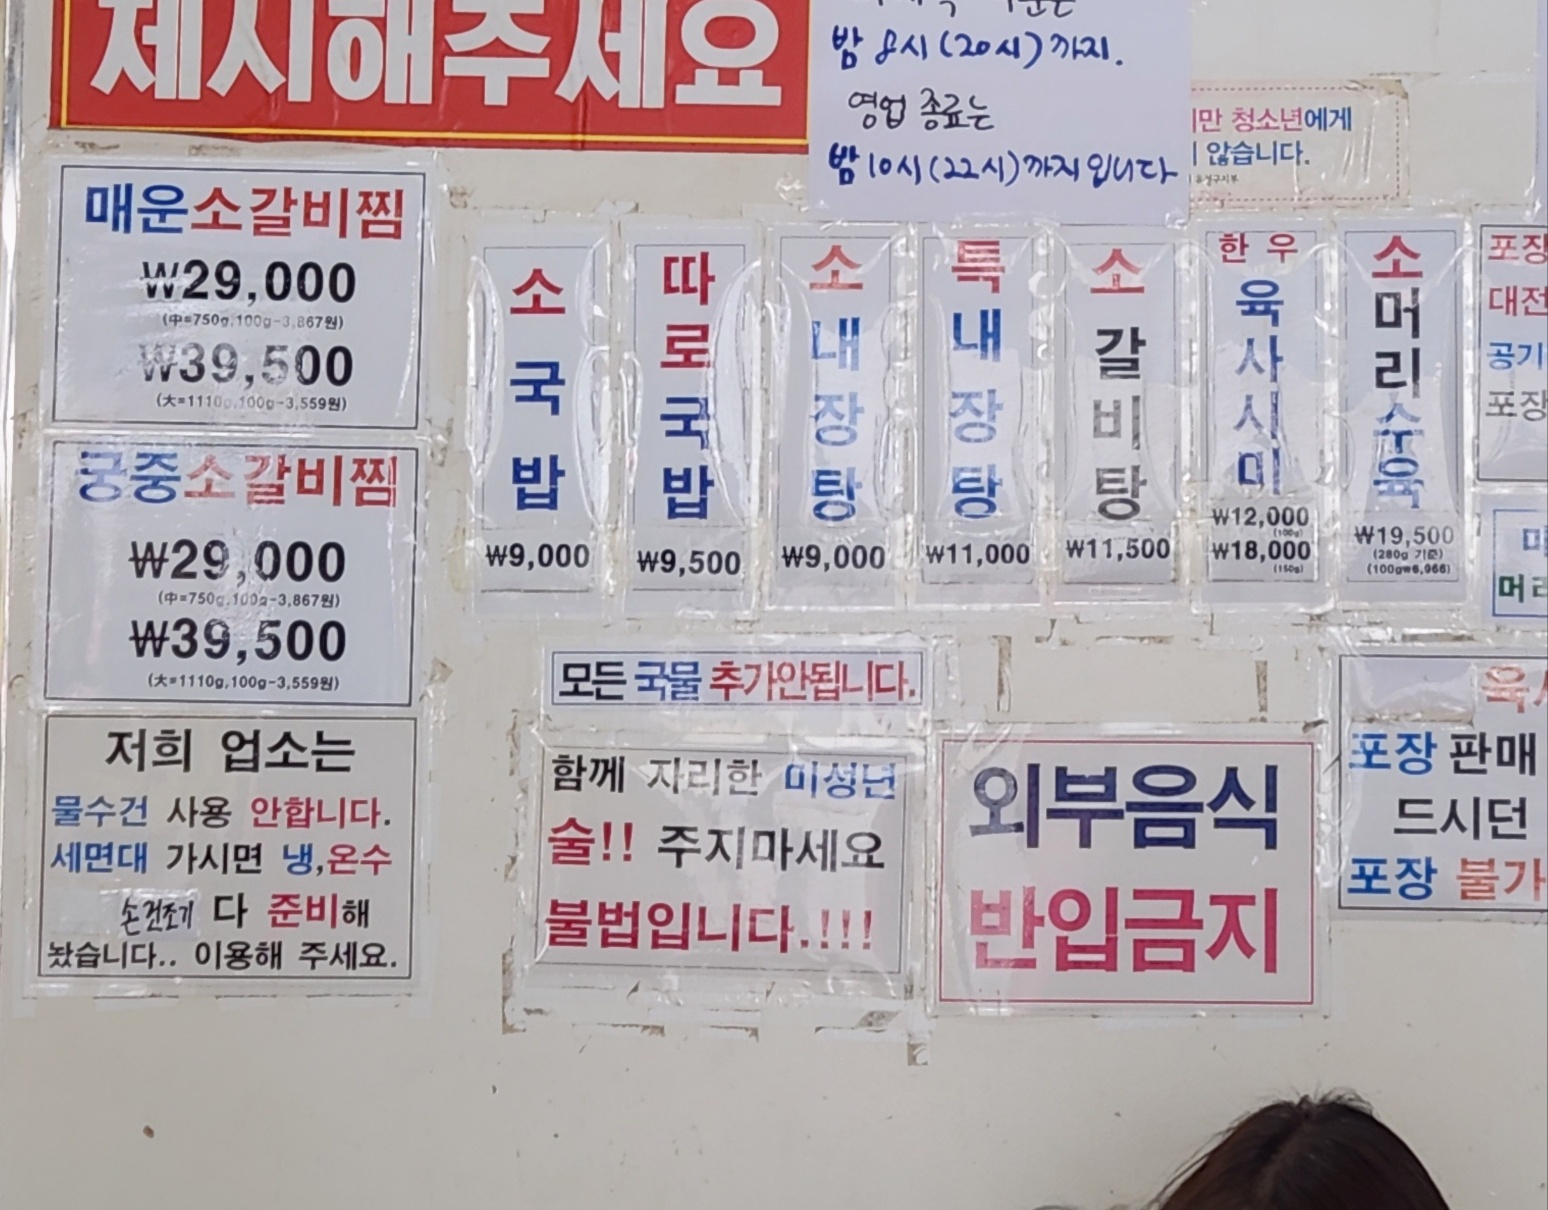 제시해주세요
밤 8시(20시)까지.
영업 종료는
밤 10시(22시)까지입니다
만 청소년에게
않습니다.
매운소갈비찜
₩29,000
(中=750g,100g-3,867원)
₩39,500
(大=1110g,100g-3,559원)
궁중소갈비찜
₩29,000
(中=750g,100g-3,867원)
₩39,500
(大=1110g,100g-3,559원)
저희 업소는
물수건 사용 안합니다.
세면대 가시면 냉,온수
손건조기 다 준비해
놨습니다.. 이용해 주세요.
소국밥
₩9,000
따로국밥
₩9,500
소내장탕
₩9,000
특내장탕
₩11,000
소갈비탕
₩11,500
한우
육사시미
₩12,000
(100g)
₩18,000
(150g)
소머리수육
₩19,500
(280g 기준)
(100g₩6,966)
포장
대전
공기
포장
머리
모든 국물 추가안됩니다.
함께 자리한 미성년
술!! 주지마세요
불법입니다.!!!
외부음식
반입금지
포장 판매
드시던
포장 불가